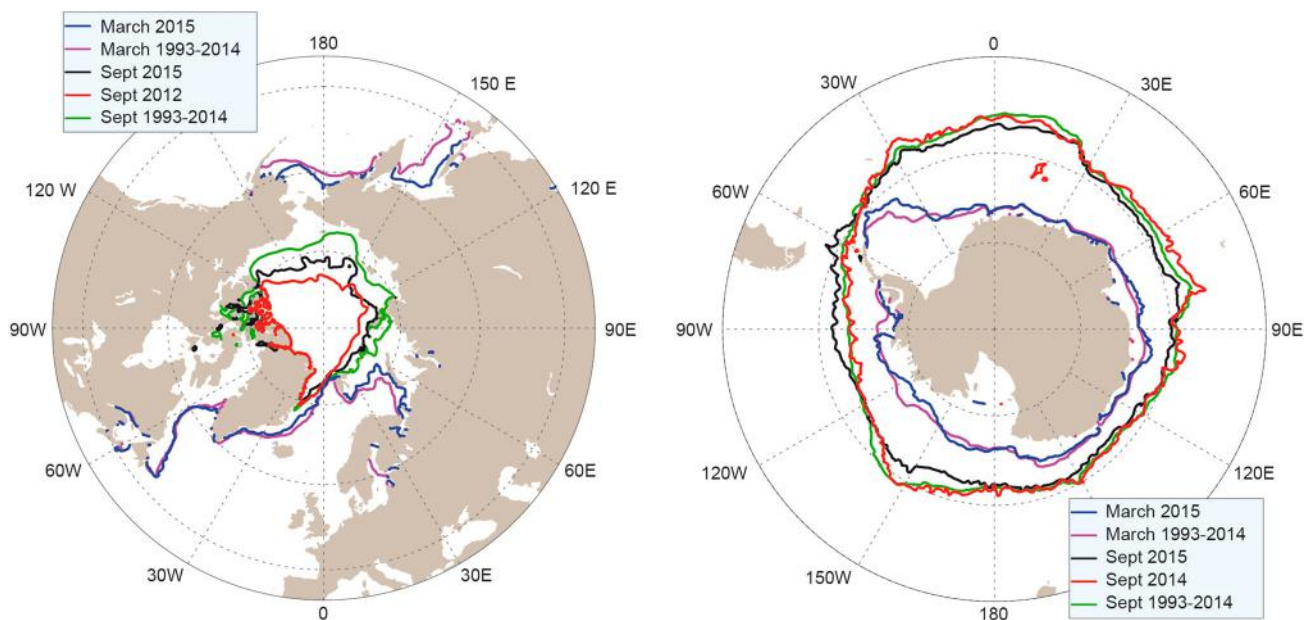 March 2015
March 1993-2014
Sept 2015
Sept 2012
Sept 1993-2014
180
150 E
120 E
90E
60E
30E
0
30W
60W
90W
120 W
0
30E
60E
90E
120E
180
150W
120W
90W
60W
30W
March 2015
March 1993-2014
Sept 2015
Sept 2014
Sept 1993-2014